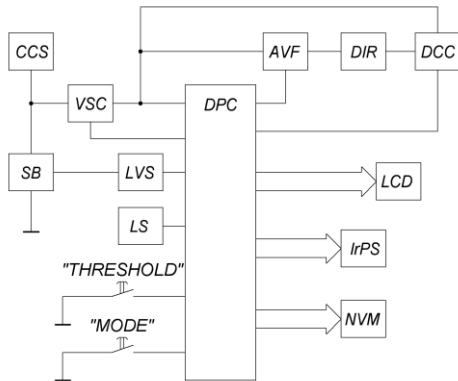 CCS
AVF
DIR
DCC
VSC
DPC
SB
LVS
LCD
LS
IrPS
"THRESHOLD"
NVM
"MODE"